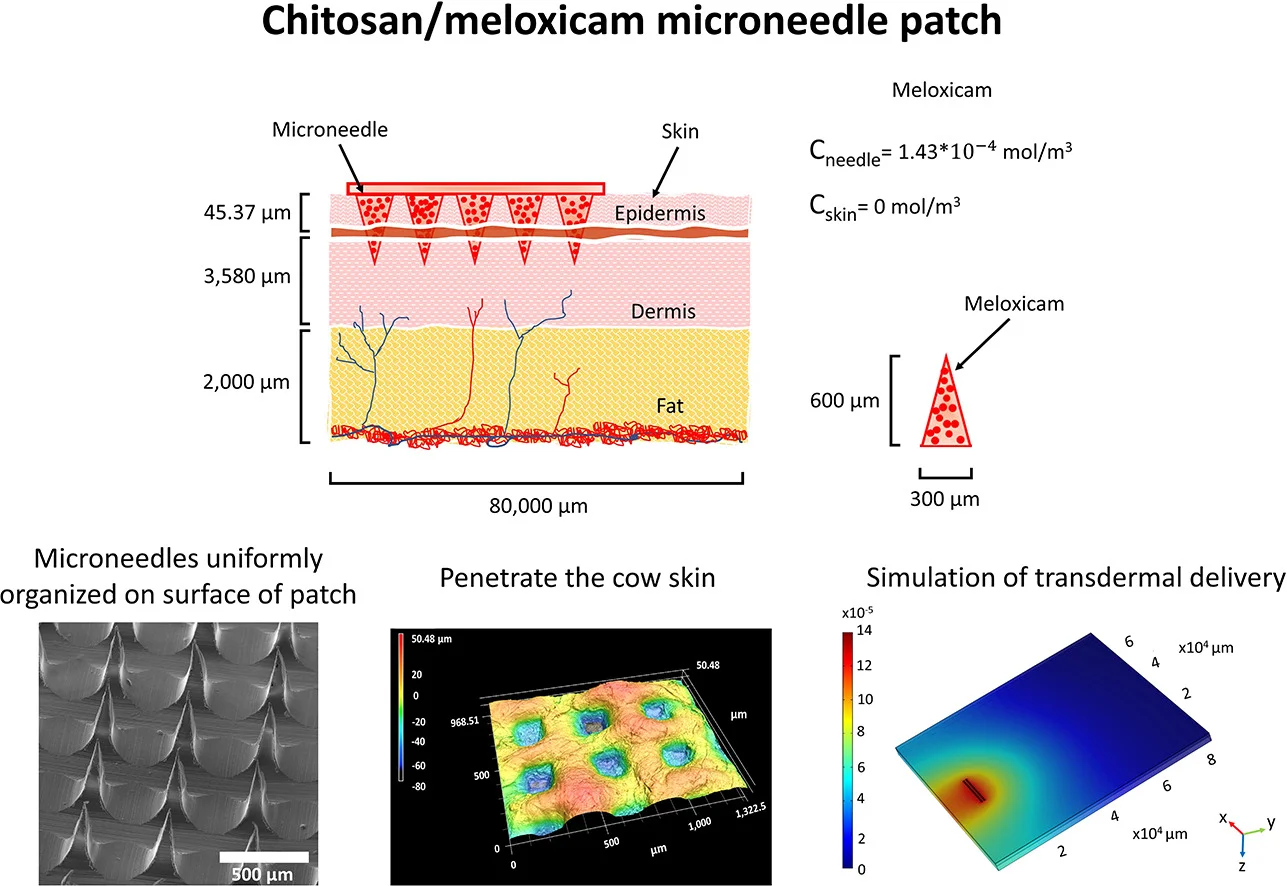 Chitosan/meloxicam microneedle patch
Meloxicam
Microneedle
Skin
C_needle= 1.43*10⁻⁴ mol/m³
C_skin= 0 mol/m³
45.37 µm
Epidermis
3,580 µm
Dermis
2,000 µm
Fat
80,000 µm
Meloxicam
600 µm
300 µm
Microneedles uniformly
organized on surface of patch
500 µm
Penetrate the cow skin
50.48 µm
20
0
-20
-40
-60
-80
50.48
µm
968.51
500
0
0
500
µm
1,000
1,322.5
Simulation of transdermal delivery
x10⁻⁵
14
12
10
8
6
4
2
0
6
4
2
x10⁴ µm
8
6
4
2
x10⁴ µm
x
y
z